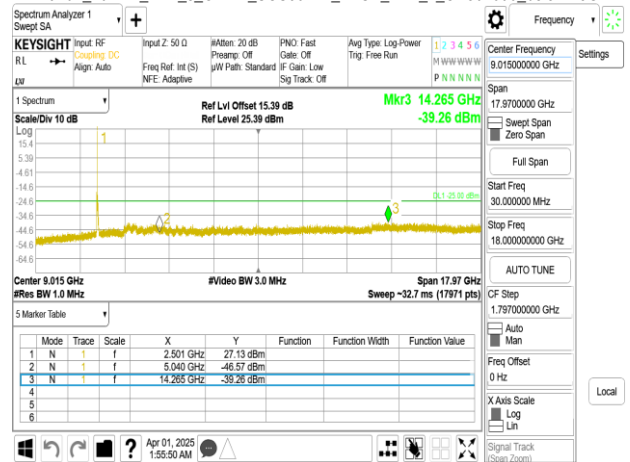 Spectrum Analyzer 1
Swept SA
Frequency
Settings
KEYSIGHT
RL
Input: RF
Coupling: DC
Align: Auto
Input Z: 50 Ω
Freq Ref: Int (S)
NFE: Adaptive
#Atten: 20 dB
Preamp: Off
µW Path: Standard
PNO: Fast
Gate: Off
IF Gain: Low
Sig Track: Off
Avg Type: Log-Power
Trig: Free Run
1 2 3 4 5 6
M W W W W W
P N N N N N
1 Spectrum
Scale/Div 10 dB
Log
Ref Lvl Offset 15.39 dB
Ref Level 25.39 dBm
Mkr3 14.265 GHz
-39.26 dBm
15.4
5.39
-4.61
-14.6
-24.6
-34.6
-44.6
-54.6
-64.6
1
2
3
DL1 -25.00 dBm
Center 9.015 GHz
#Res BW 1.0 MHz
#Video BW 3.0 MHz
Span 17.97 GHz
Sweep ~32.7 ms (17971 pts)
5 Marker Table
Mode Trace Scale X Y Function Function Width Function Value
1 N 1 f 2.501 GHz 27.13 dBm
2 N 1 f 5.040 GHz -46.57 dBm
3 N 1 f 14.265 GHz -39.26 dBm
4
5
6
Apr 01, 2025
1:55:50 AM
Center Frequency
9.015000000 GHz
Span
17.9700000 GHz
Swept Span
Zero Span
Full Span
Start Freq
30.000000 MHz
Stop Freq
18.000000000 GHz
AUTO TUNE
CF Step
1.797000000 GHz
Auto
Man
Freq Offset
0 Hz
X Axis Scale
Log
Lin
Signal Track
(Span Zoom)
Local